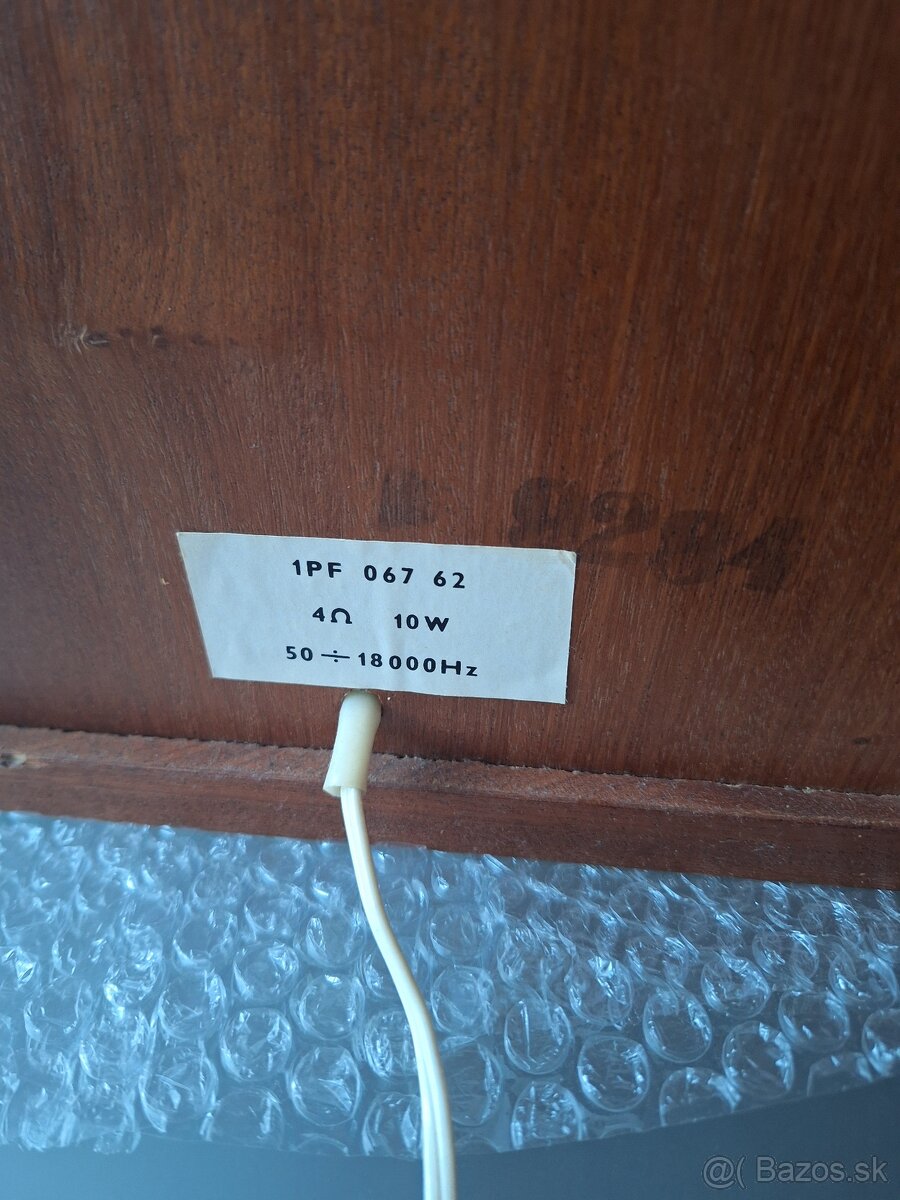 1PF 067 62
4Ω 10W
50 ÷ 18000Hz
@( Bazos.sk